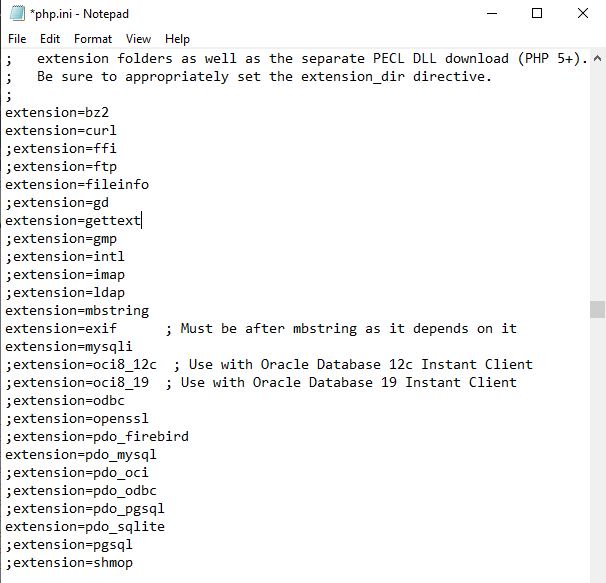 *php.ini - Notepad
File Edit Format View Help
;   extension folders as well as the separate PECL DLL download (PHP 5+).
;   Be sure to appropriately set the extension_dir directive.
;
extension=bz2
extension=curl
;extension=ffi
;extension=ftp
extension=fileinfo
;extension=gd
extension=gettext
;extension=gmp
;extension=intl
;extension=imap
;extension=ldap
extension=mbstring
extension=exif      ; Must be after mbstring as it depends on it
extension=mysqli
;extension=oci8_12c  ; Use with Oracle Database 12c Instant Client
;extension=oci8_19  ; Use with Oracle Database 19 Instant Client
;extension=odbc
;extension=openssl
;extension=pdo_firebird
extension=pdo_mysql
;extension=pdo_oci
;extension=pdo_odbc
;extension=pdo_pgsql
extension=pdo_sqlite
;extension=pgsql
;extension=shmop